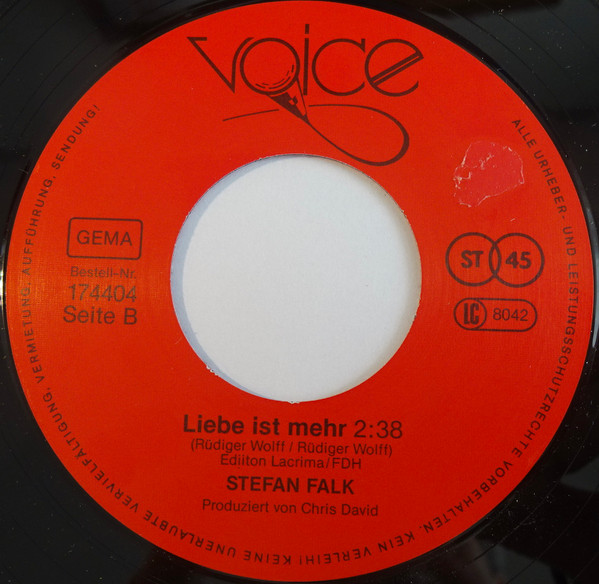 voice
GEMA
Bestell-Nr.
174404
Seite B
ST 45
LC 8042
Liebe ist mehr 2:38
(Rüdiger Wolff / Rüdiger Wolff)
Ediiton Lacrima/FDH
STEFAN FALK
Produziert von Chris David
ALLE URHEBER- UND LEISTUNGSSCHUTZRECHTE VORBEHALTEN. KEIN VERLEIH! KEINE UNERLAUBTE VERVIELFÄLTIGUNG, VERMIETUNG, AUFFÜHRUNG, SENDUNG!